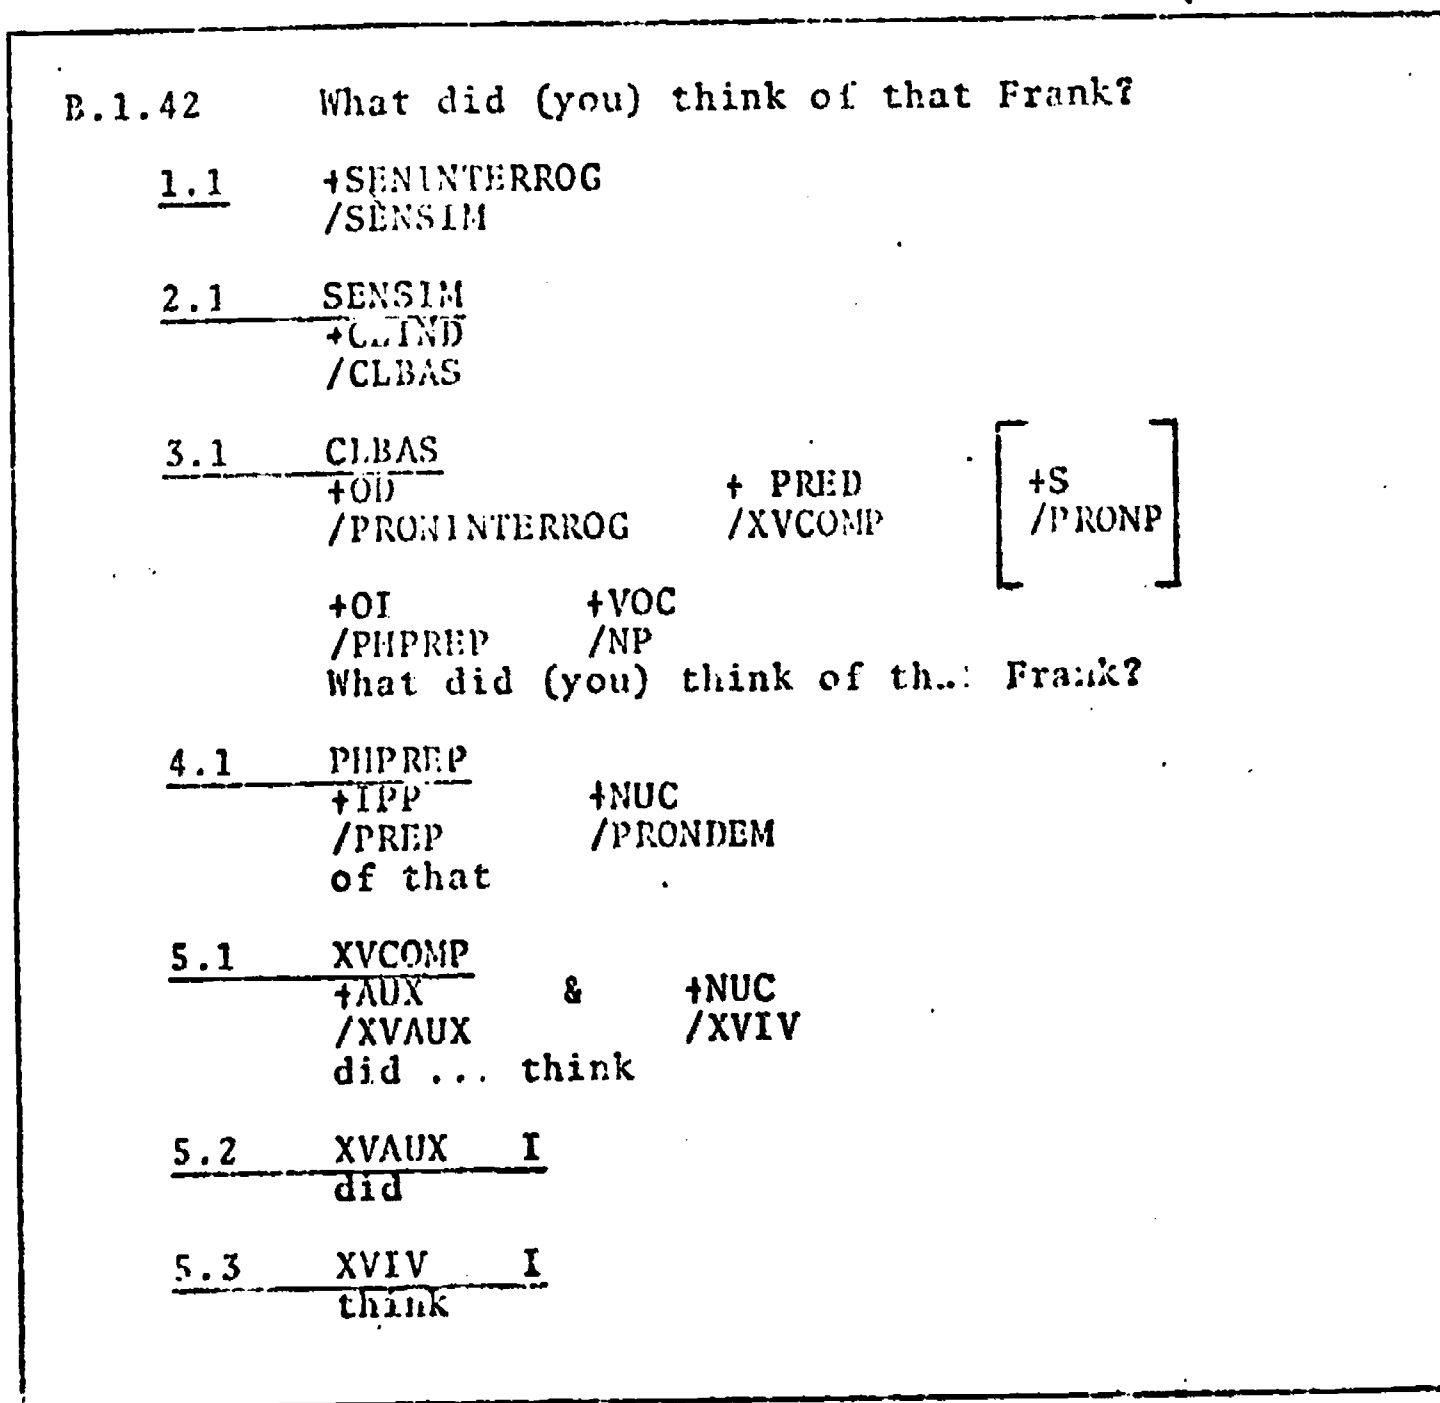 B.1.42 What did (you) think of that Frank?
1.1 +SENINTERROG
/SENSIM
2.1 SENSIM
/CLBAS
3.1 CLBAS
+OD + PRED +S
/PRONINTERROG /XVCOMP /PRONP
+OI +VOC
/PHPREP /NP
What did (you) think of Frank?
4.1 PHPREP
+IPP +NUC
/PREP /PRONDEM
of that
5.1 XVCOMP
+AUX & +NUC
/XVAUX /XVIV
did ... think
5.2 XVAUX I
did
5.3 XVIV I
think